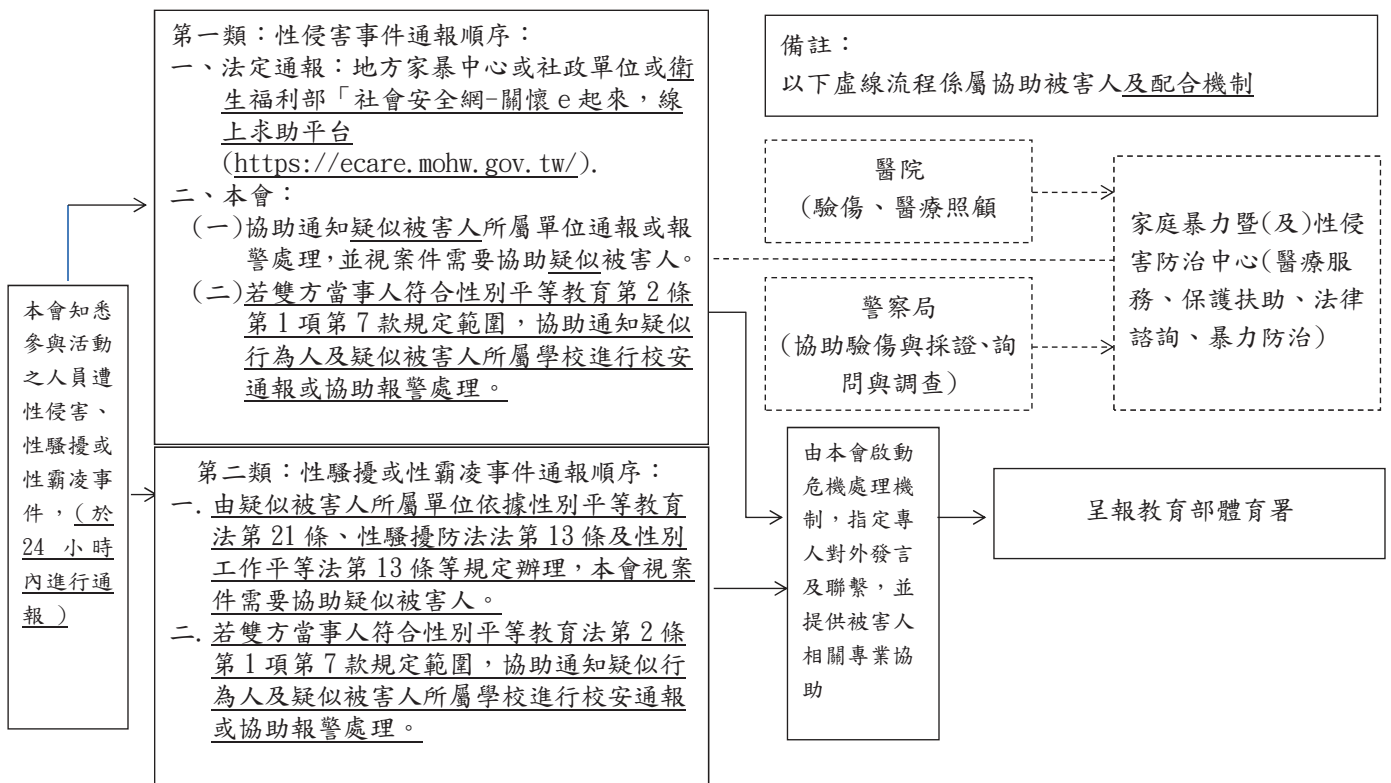 本會知悉
參與活動
之人員遭
性侵害、
性騷擾或
性霸凌事
件，(於
24 小時
內進行通
報 )
第一類：性侵害事件通報順序：
一、法定通報：地方家暴中心或社政單位或衛
生福利部「社會安全網-關懷 e 起來，線
上求助平台
(https://ecare.mohw.gov.tw/).
二、本會：
(一)協助通知疑似被害人所屬單位通報或報
警處理，並視案件需要協助疑似被害人。
(二)若雙方當事人符合性別平等教育第 2 條
第 1 項第 7 款規定範圍，協助通知疑似
行為人及疑似被害人所屬學校進行校安
通報或協助報警處理。
第二類：性騷擾或性霸凌事件通報順序：
一. 由疑似被害人所屬單位依據性別平等教育
法第 21 條、性騷擾防法法第 13 條及性別
工作平等法第 13 條等規定辦理，本會視案
件需要協助疑似被害人。
二. 若雙方當事人符合性別平等教育法第 2 條
第 1 項第 7 款規定範圍，協助通知疑似行
為人及疑似被害人所屬學校進行校安通報
或協助報警處理。
備註：
以下虛線流程係屬協助被害人及配合機制
醫院
(驗傷、醫療照顧
警察局
(協助驗傷與採證、詢
問與調查)
家庭暴力暨(及)性侵
害防治中心(醫療服
務、保護扶助、法律
諮詢、暴力防治)
由本會啟動
危機處理機
制，指定專
人對外發言
及聯繫，並
提供被害人
相關專業協
助
呈報教育部體育署